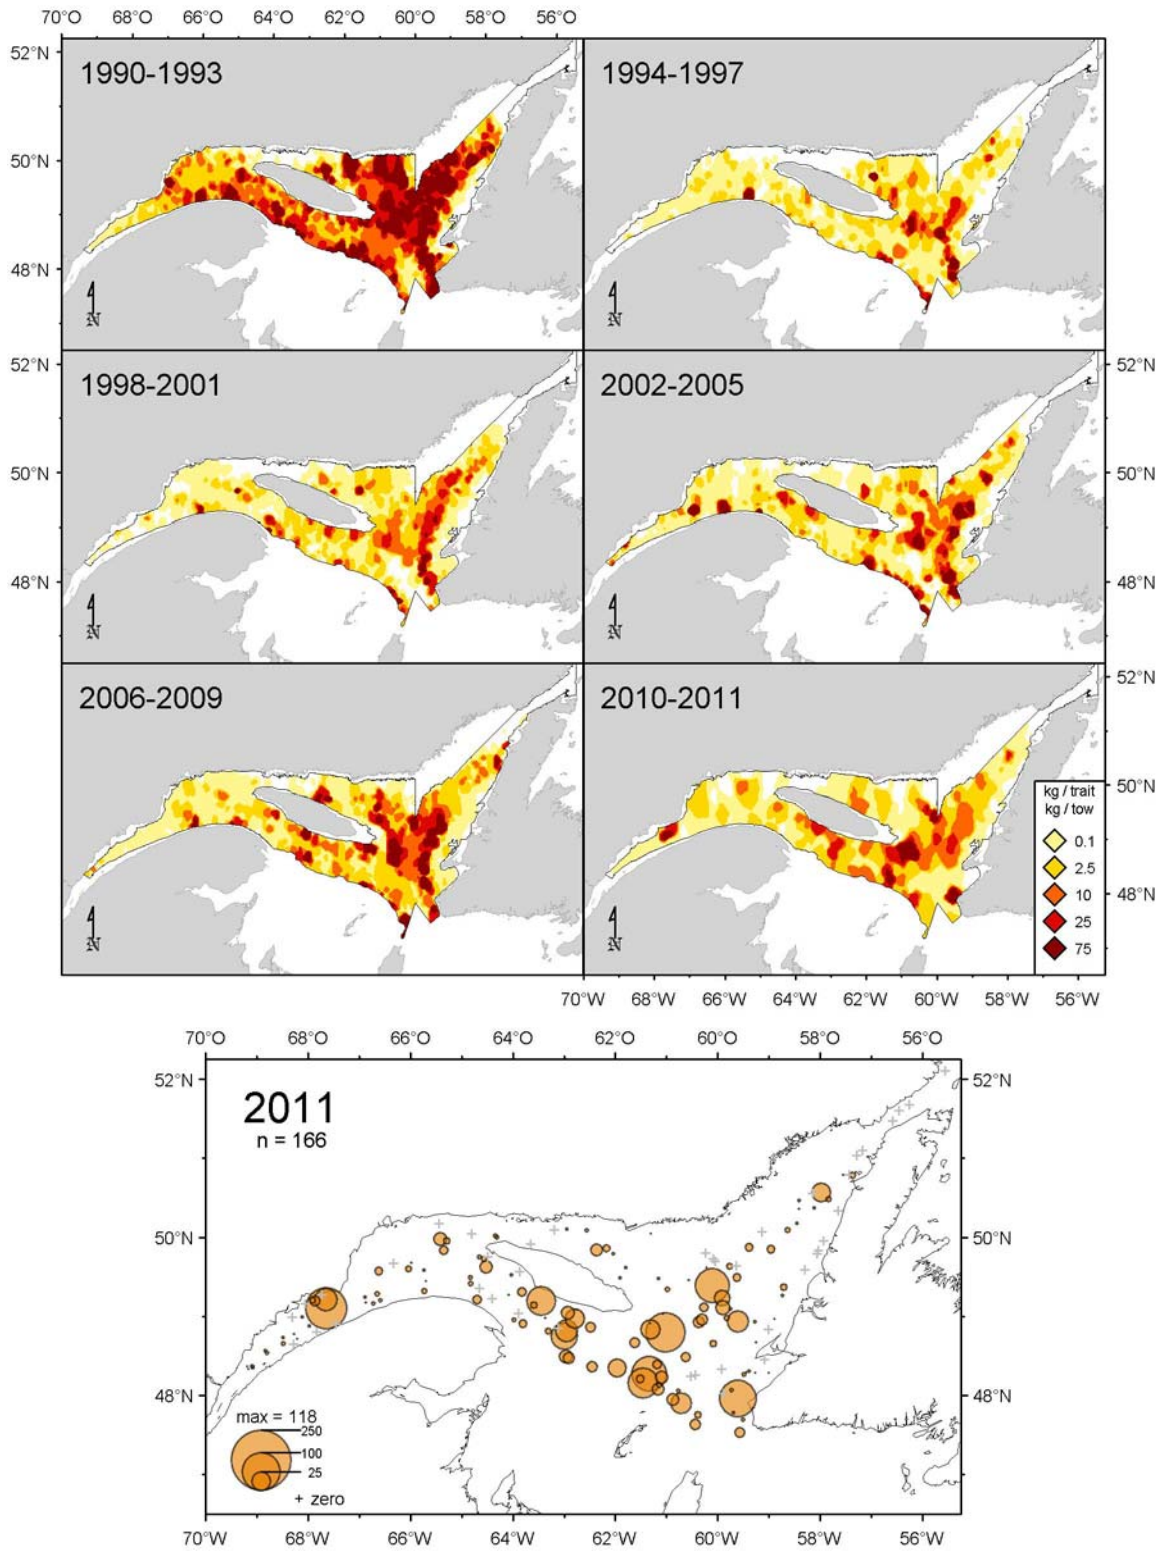 70°O 68°O 66°O 64°O 62°O 60°O 58°O 56°O
52°N
1990-1993 1994-1997
50°N
48°N
N N
52°N 52°N
1998-2001 2002-2005
50°N 50°N
48°N 48°N
N N
52°N
2006-2009 2010-2011
kg / trait
kg / tow
50°N
0.1
2.5
10 48°N
25
75
N N
70°W 68°W 66°W 64°W 62°W 60°W 58°W 56°W
70°O 68°O 66°O 64°O 62°O 60°O 58°O 56°O
52°N 52°N
2011
n = 166
50°N 50°N
48°N 48°N
max = 118
250
100
25
+ zero
70°W 68°W 66°W 64°W 62°W 60°W 58°W 56°W